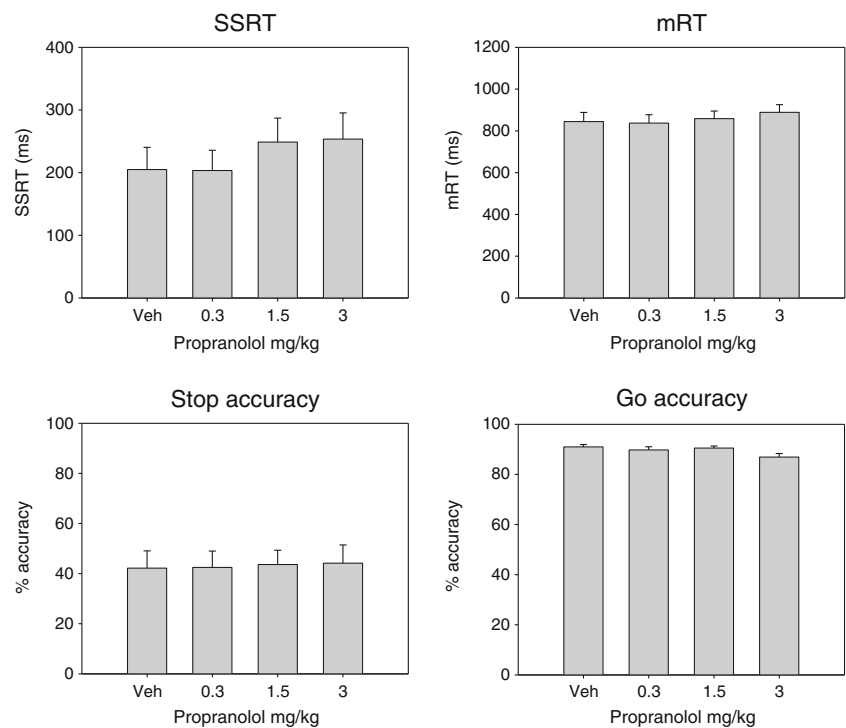 SSRT
400
300
200
100
0
SSRT (ms)
Veh 0.3 1.5 3
Propranolol mg/kg
mRT
1200
1000
800
600
400
200
0
mRT (ms)
Veh 0.3 1.5 3
Propranolol mg/kg
Stop accuracy
100
80
60
40
20
0
% accuracy
Veh 0.3 1.5 3
Propranolol mg/kg
Go accuracy
100
80
60
40
20
0
% accuracy
Veh 0.3 1.5 3
Propranolol mg/kg